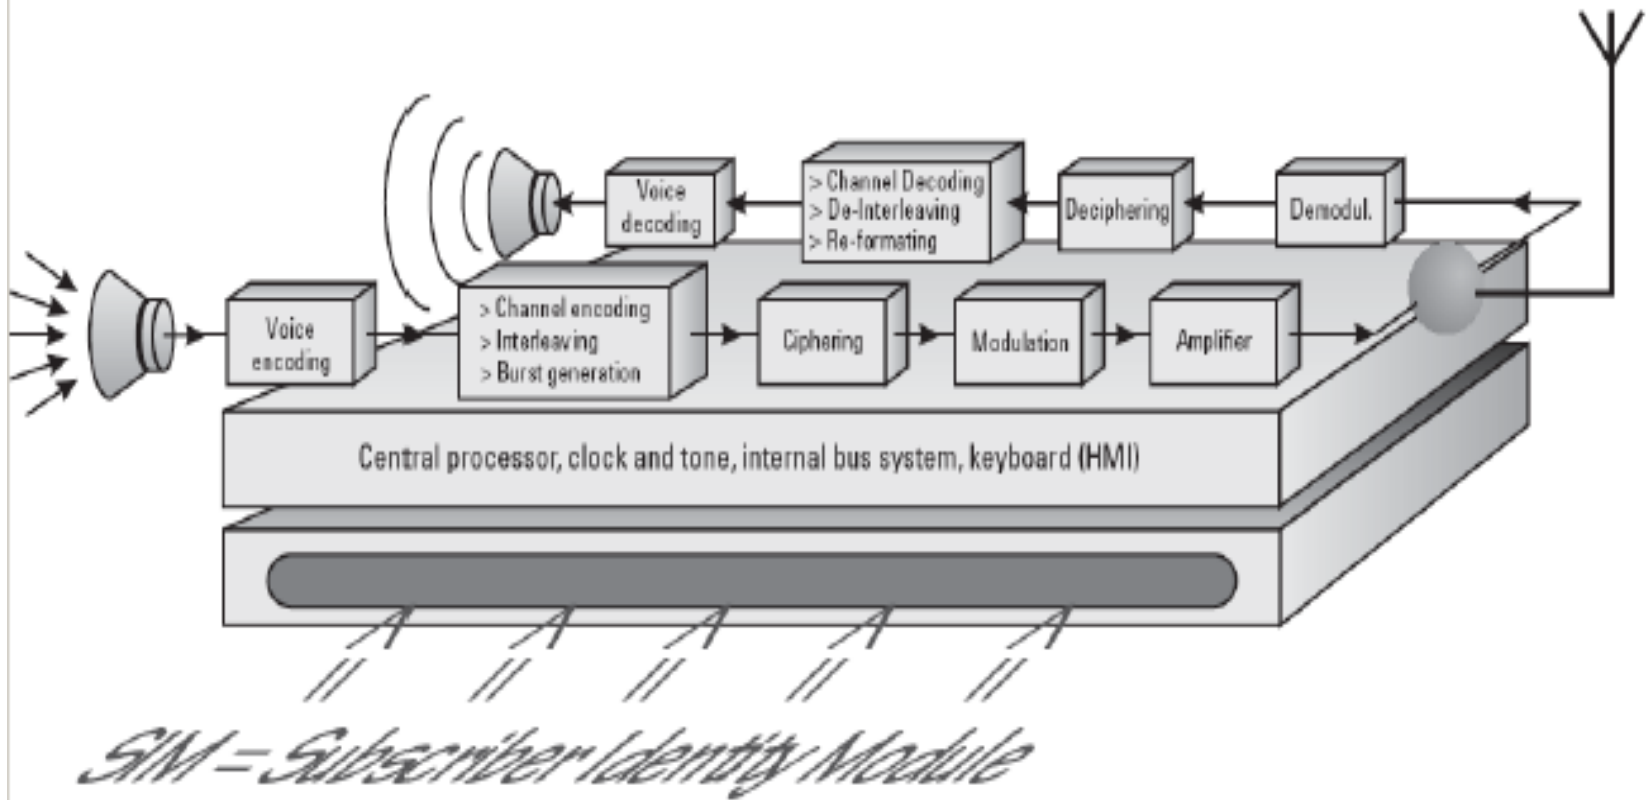 Voice
decoding
> Channel Decoding
> De-Interleaving
> Re-formating
Deciphering
Demodul.
Voice
encoding
> Channel encoding
> Interleaving
> Burst generation
Ciphering
Modulation
Amplifier
Central processor, clock and tone, internal bus system, keyboard (HMI)
SIM = Subscriber Identity Module